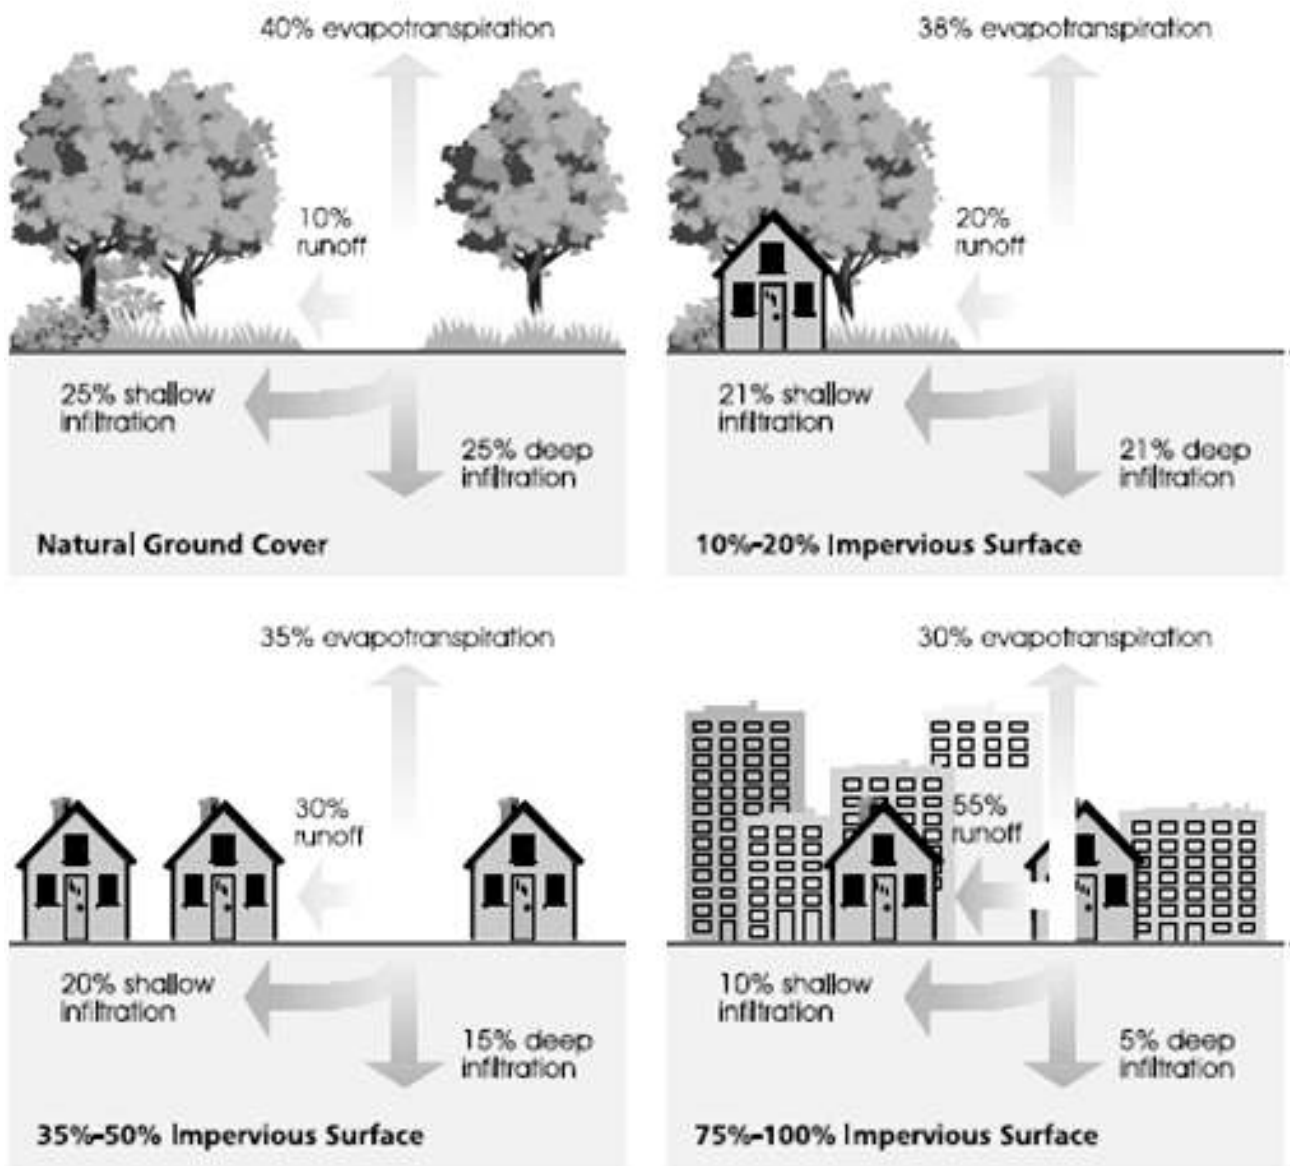 40% evapotranspiration
10%
runoff
25% shallow
infiltration
25% deep
infiltration
Natural Ground Cover
38% evapotranspiration
20%
runoff
21% shallow
infiltration
21% deep
infiltration
10%-20% Impervious Surface
35% evapotranspiration
30%
runoff
20% shallow
infiltration
15% deep
infiltration
35%-50% Impervious Surface
30% evapotranspiration
55%
runoff
10% shallow
infiltration
5% deep
infiltration
75%-100% Impervious Surface